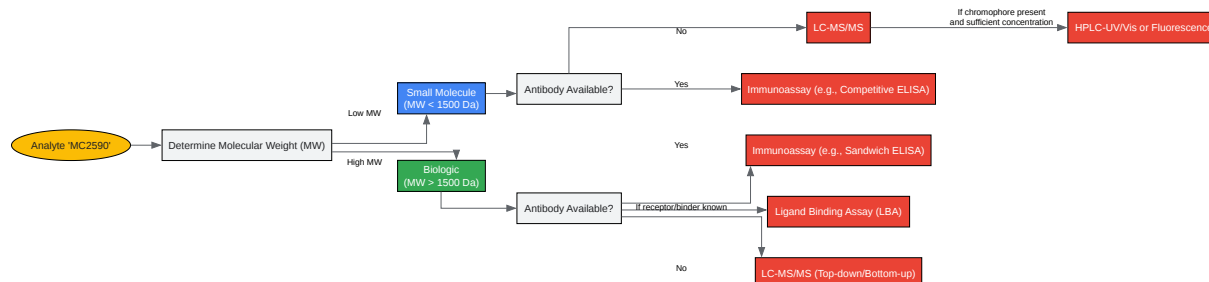 If chromophore present
and sufficient concentration
No
LC-MS/MS
HPLC-UV/Vis or Fluorescence
Small Molecule
(MW < 1500 Da)
Antibody Available?
Yes
Immunoassay (e.g., Competitive ELISA)
Low MW
Analyte 'MC2590'
Determine Molecular Weight (MW)
High MW
Biologic
(MW > 1500 Da)
Yes
Immunoassay (e.g., Sandwich ELISA)
Antibody Available?
If receptor/binder known
Ligand Binding Assay (LBA)
No
LC-MS/MS (Top-down/Bottom-up)